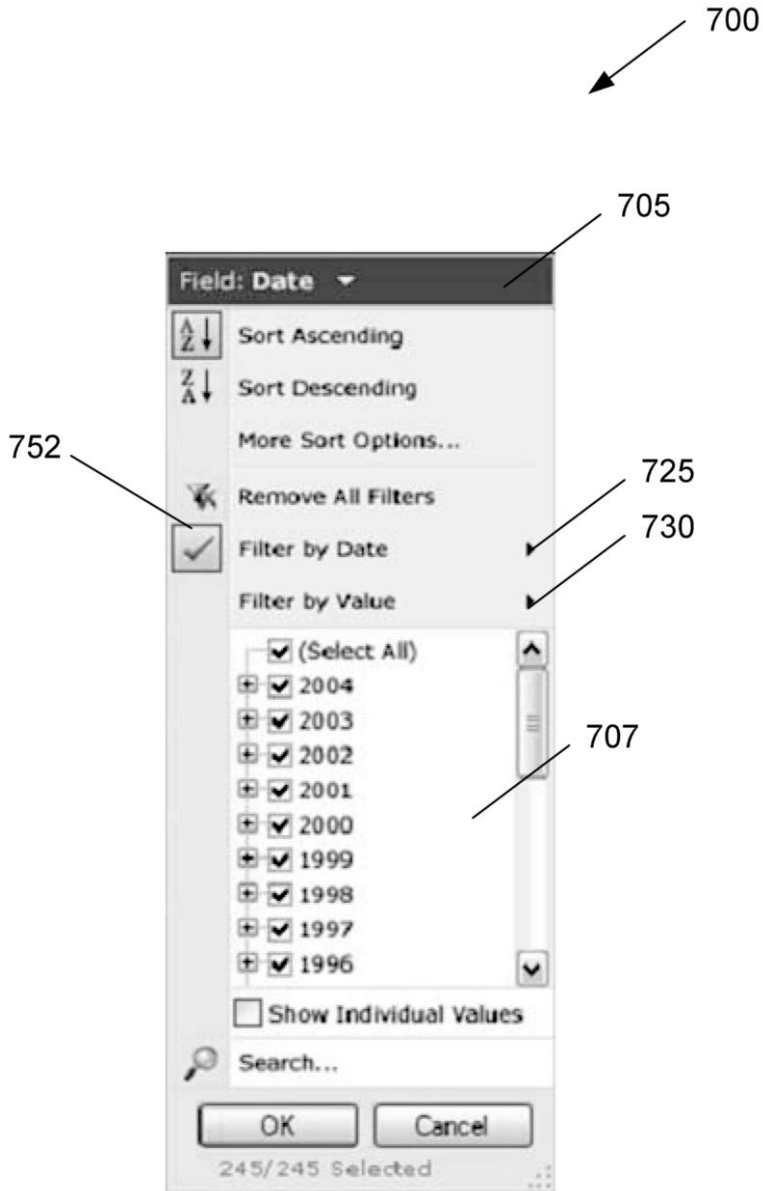 700
705
Field: Date
A
Z
Sort Ascending
Z
A
Sort Descending
More Sort Options...
752
Remove All Filters
725
Filter by Date
730
Filter by Value
(Select All)
2004
2003
707
2002
2001
2000
1999
1998
1997
1996
Show Individual Values
Search...
OK Cancel
245/245 Selected